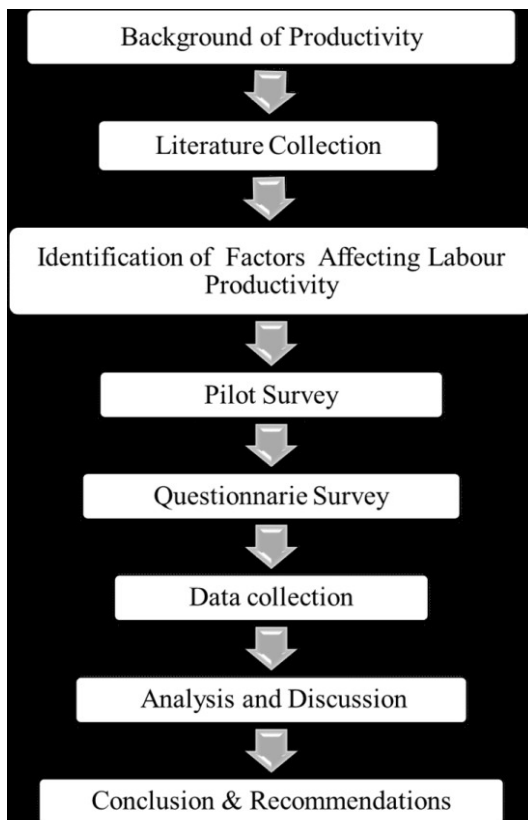 Background of Productivity
Literature Collection
Identification of Factors Affecting Labour
Productivity
Pilot Survey
Questionnarie Survey
Data collection
Analysis and Discussion
Conclusion & Recommendations